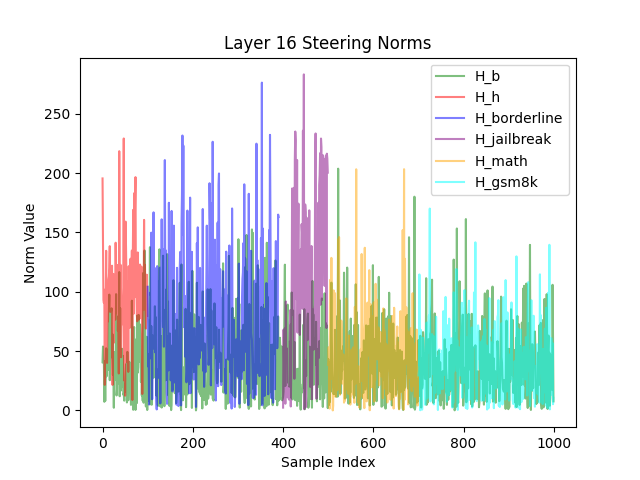 Layer 16 Steering Norms
H_b
H_h
H_borderline
H_jailbreak
H_math
H_gsm8k
250
200
150
100
50
0
Norm Value
0 200 400 600 800 1000
Sample Index